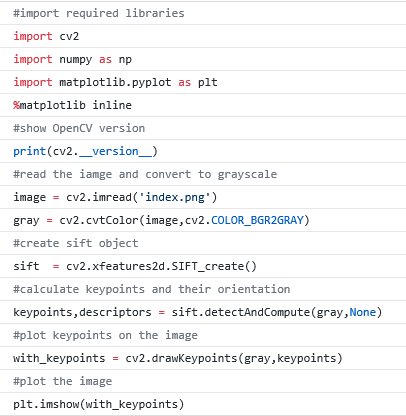 #import required libraries
import cv2
import numpy as np
import matplotlib.pyplot as plt
%matplotlib inline
#show OpenCV version
print(cv2.__version__)
#read the iamge and convert to grayscale
image = cv2.imread('index.png')
gray = cv2.cvtColor(image,cv2.COLOR_BGR2GRAY)
#create sift object
sift  = cv2.xfeatures2d.SIFT_create()
#calculate keypoints and their orientation
keypoints,descriptors = sift.detectAndCompute(gray,None)
#plot keypoints on the image
with_keypoints = cv2.drawKeypoints(gray,keypoints)
#plot the image
plt.imshow(with_keypoints)